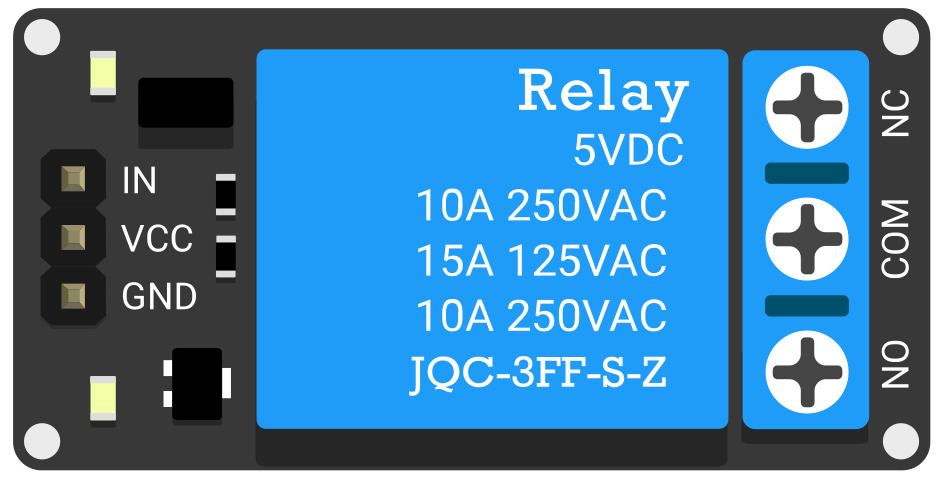 IN
VCC
GND
Relay
5VDC
10A 250VAC
15A 125VAC
10A 250VAC
JQC-3FF-S-Z
NC
COM
NO